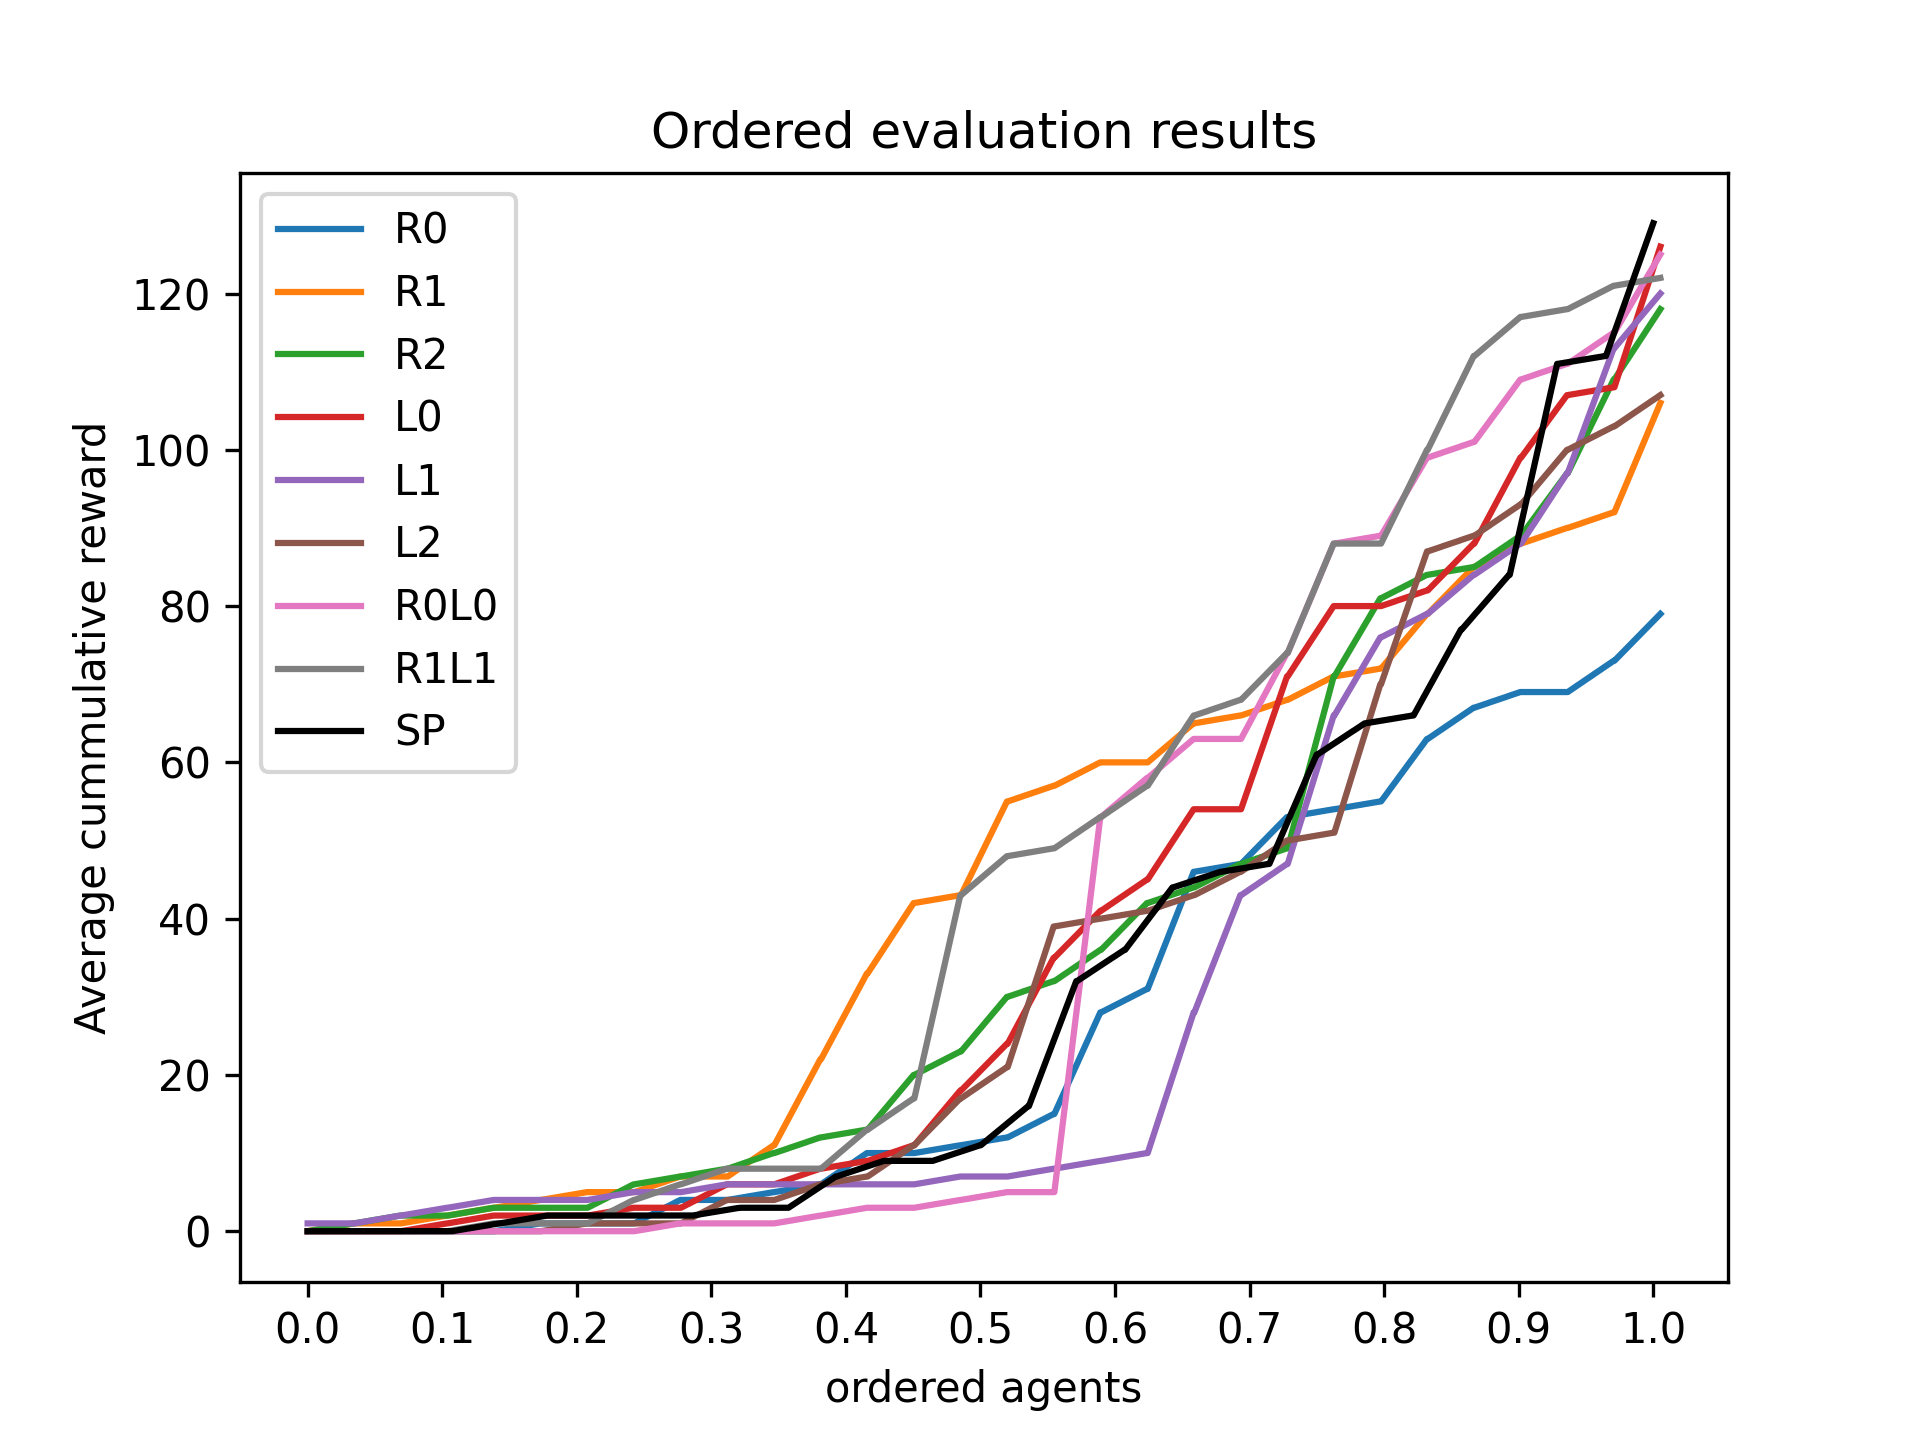 Ordered evaluation results
R0
R1
R2
L0
L1
L2
R0L0
R1L1
SP
Average cummulative reward
120
100
80
60
40
20
0
0.0 0.1 0.2 0.3 0.4 0.5 0.6 0.7 0.8 0.9 1.0
ordered agents